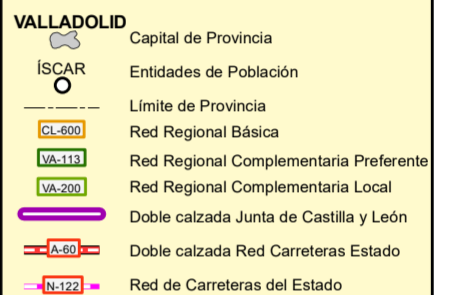 VALLADOLID
Capital de Provincia
ÍSCAR
Entidades de Población
Límite de Provincia
CL-600 Red Regional Básica
VA-113 Red Regional Complementaria Preferente
VA-200 Red Regional Complementaria Local
Doble calzada Junta de Castilla y León
A-60 Doble calzada Red Carreteras Estado
N-122 Red de Carreteras del Estado